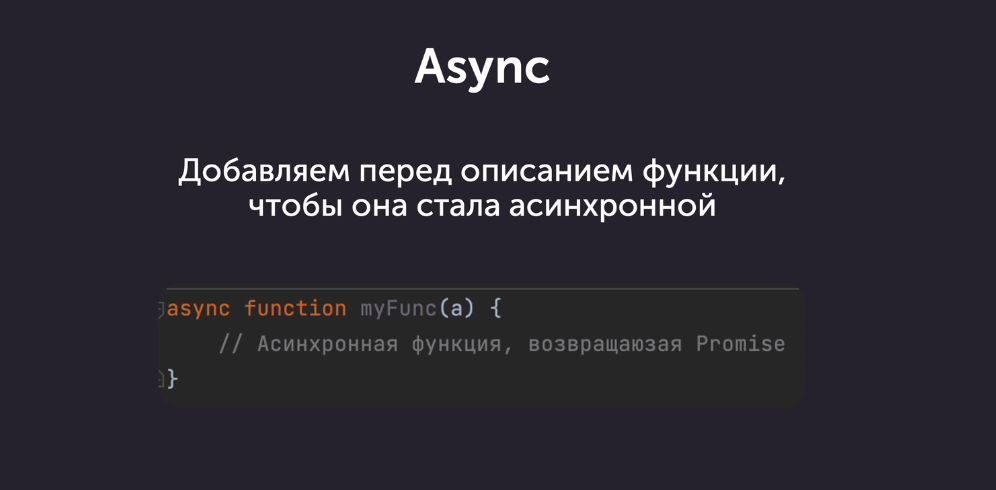 Async
Добавляем перед описанием функции,
чтобы она стала асинхронной
async function myFunc(a) {
// Асинхронная функция, возвращаюзая Promise
}